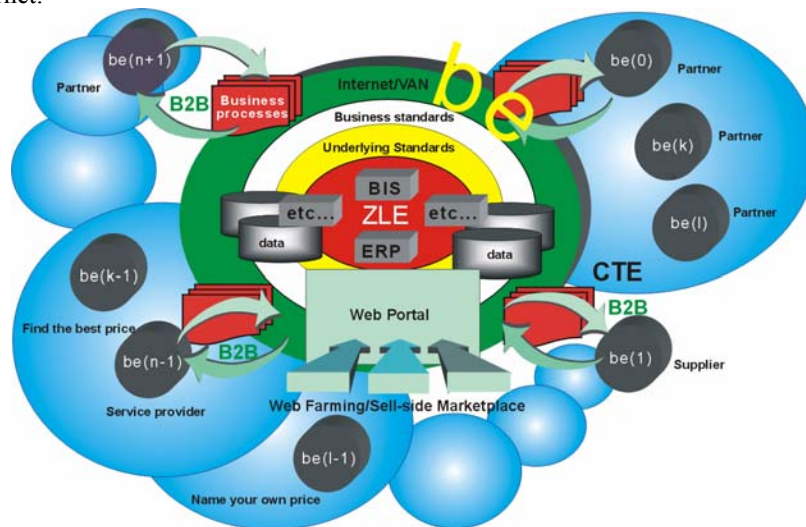 rnet.
be(n+1)
Partner
B2B
Business
processes
Internet/VAN
be
be(0)
Partner
Business standards
Underlying Standards
be(k)
Partner
BIS
etc...
ZLE
etc...
be(l)
Partner
data
ERP
data
be(k-1)
CTE
Find the best price
Web Portal
B2B
be(n-1)
B2B
be(1)
Supplier
Service provider
Web Farming/Sell-side Marketplace
be(l-1)
Name your own price